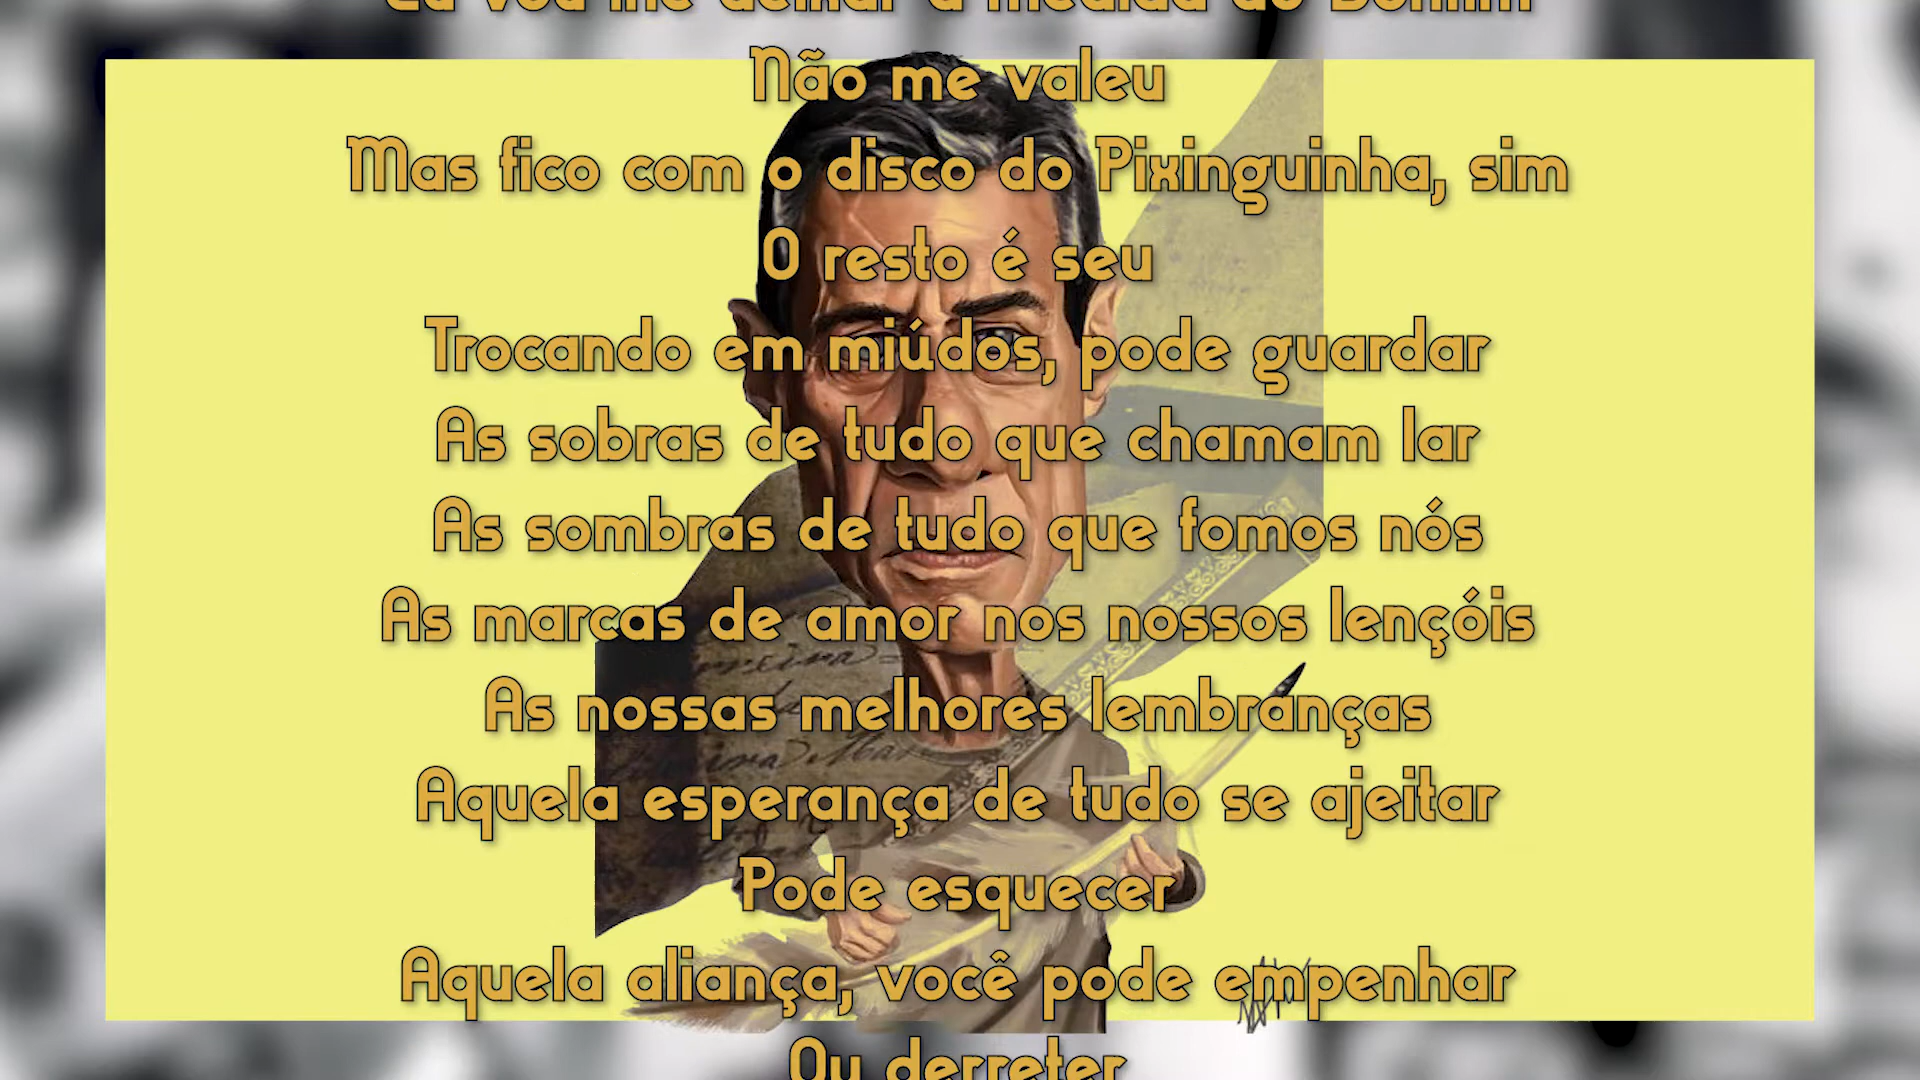 Eu vou me deixar a medida do Bonfim
Não me valeu
Mas fico com o disco do Pixinguinha, sim
O resto é seu
Trocando em miúdos, pode guardar
As sobras de tudo que chamam lar
As sombras de tudo que fomos nós
As marcas de amor nos nossos lençóis
As nossas melhores lembranças
Aquela esperança de tudo se ajeitar
Pode esquecer
Aquela aliança, você pode empenhar
Ou derreter